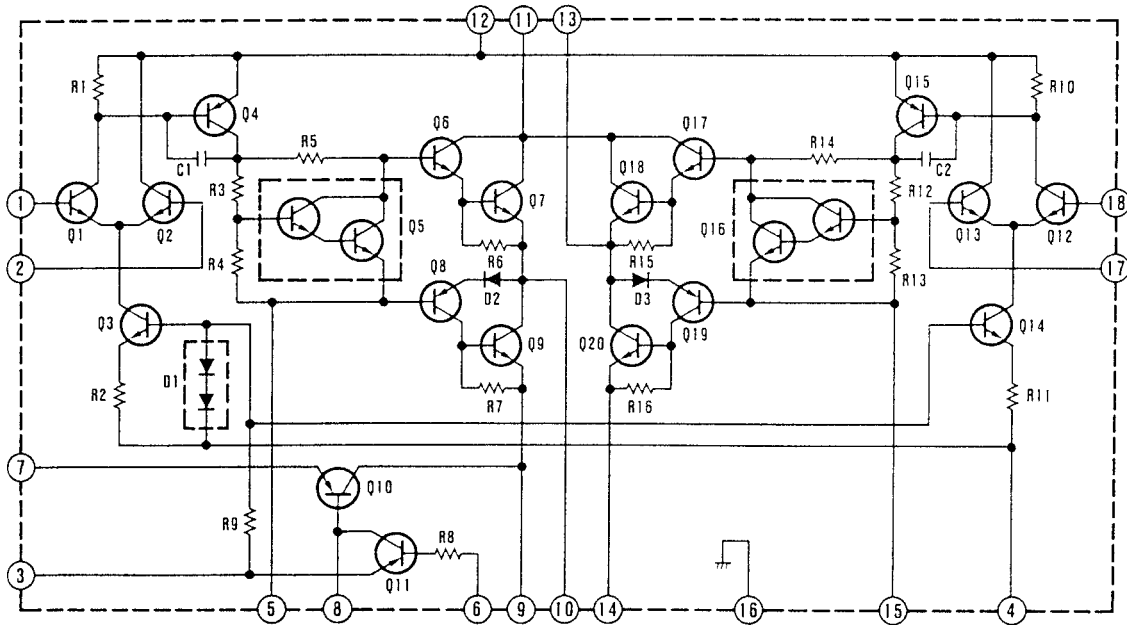 12 11 13
R1 Q4 Q15 R10
Q6 Q17
R5 R14
C1 Q18 C2
R3 R12
1 Q1 Q2 Q5 Q7 Q16 Q13 Q12 18
2 R4 R6 R15 R13 17
Q8 D2 D3 Q19
Q3 Q9 Q20 Q14
D1
R2 R7 R16 R11
7
Q10
R9 R8
3 Q11
5 8 6 9 10 14 16 15 4